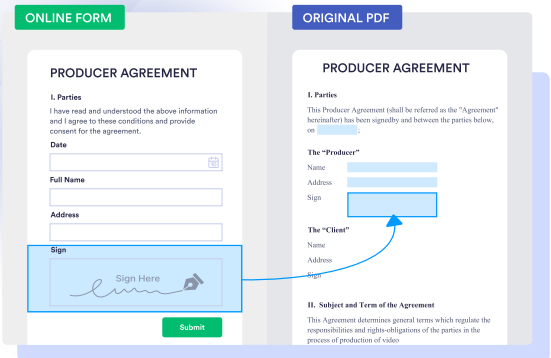 ONLINE FORM
PRODUCER AGREEMENT
I. Parties
I have read and understood the above information
and I agree to these conditions and provide
consent for the agreement.
Date
Full Name
Address
Sign
Sign Here
Submit
ORIGINAL PDF
PRODUCER AGREEMENT
I. Parties
This Producer Agreement (shall be referred as the "Agreement"
hereinafter) has been signedby and between the parties below,
on ;
The “Producer”
Name
Address
Sign
The “Client”
Name
Address
Sign
II. Subject and Term of the Agreement
This Agreement determines general terms which regulate the
responsibilities and rights-obligations of the parties in the
process of production of video